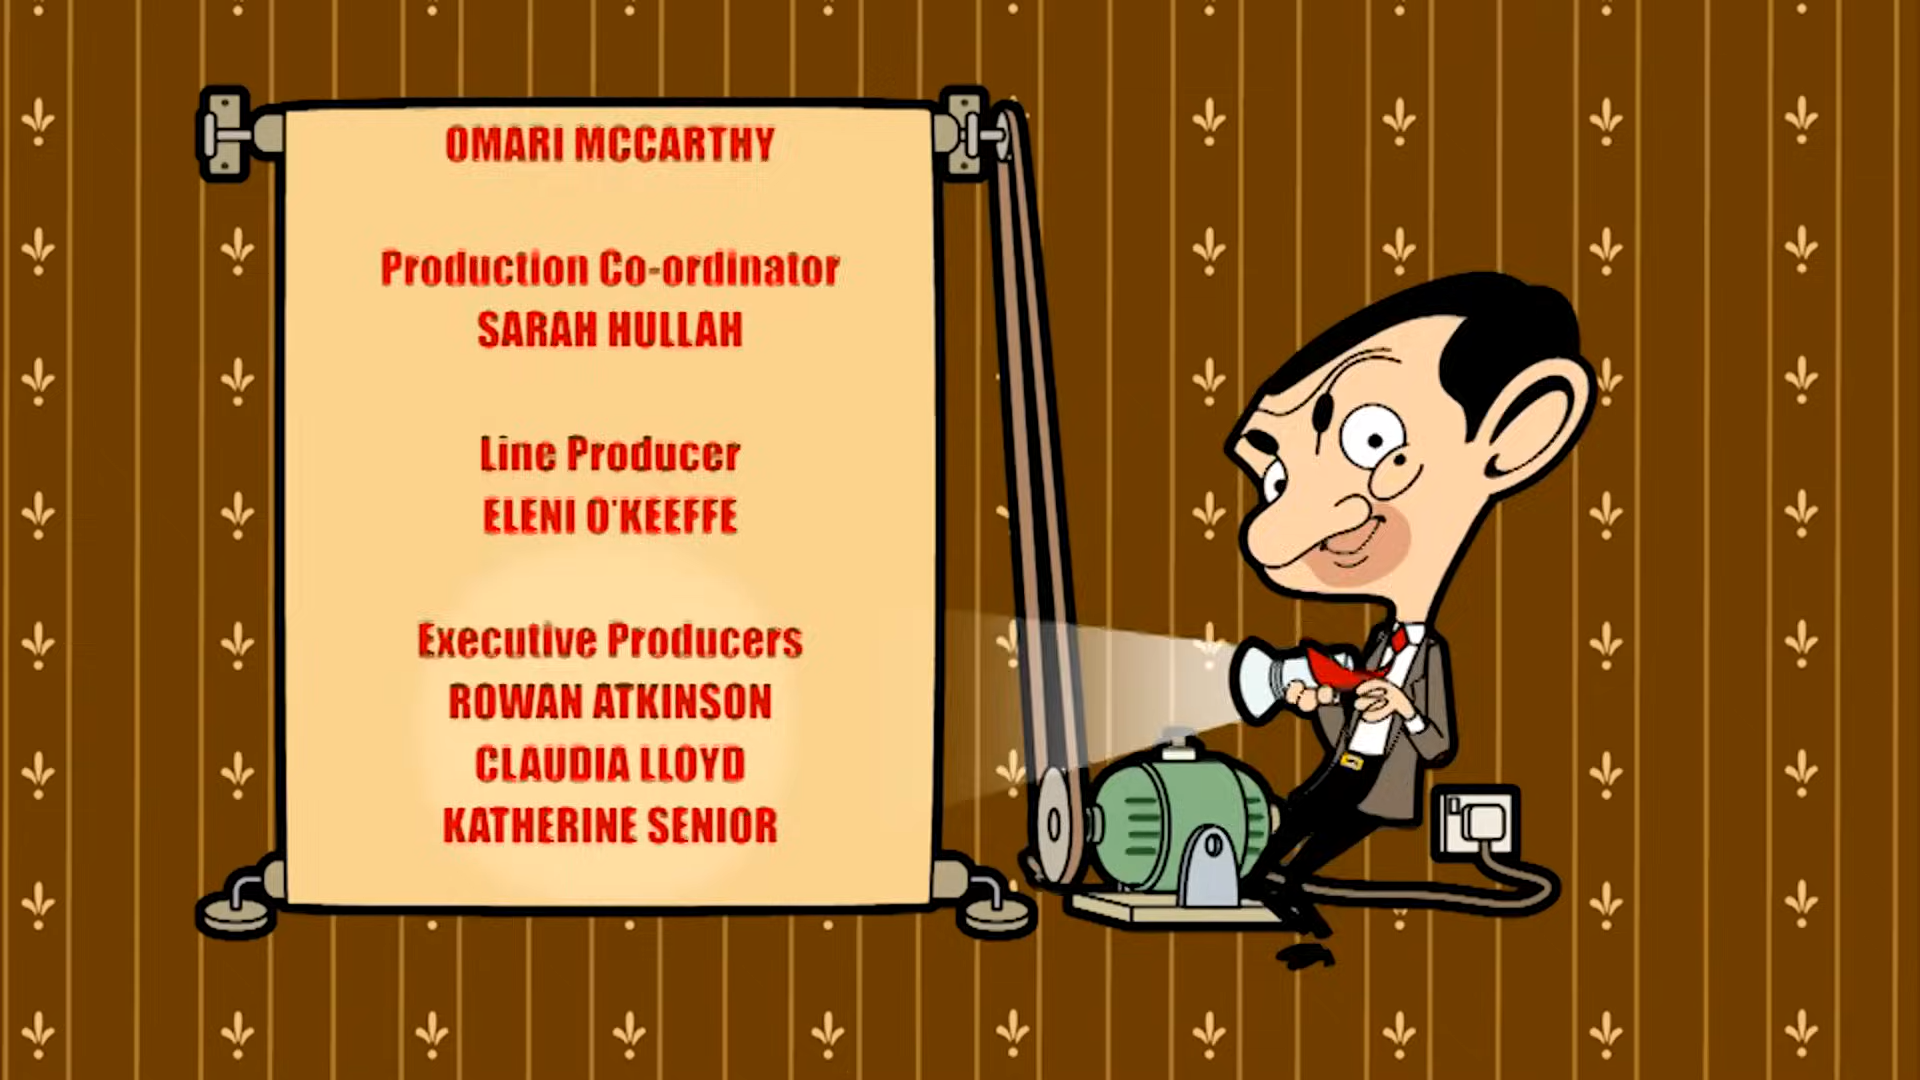 OMARI MCCARTHY
Production Co-ordinator
SARAH HULLAH
Line Producer
ELENI O'KEEFFE
Executive Producers
ROWAN ATKINSON
CLAUDIA LLOYD
KATHERINE SENIOR